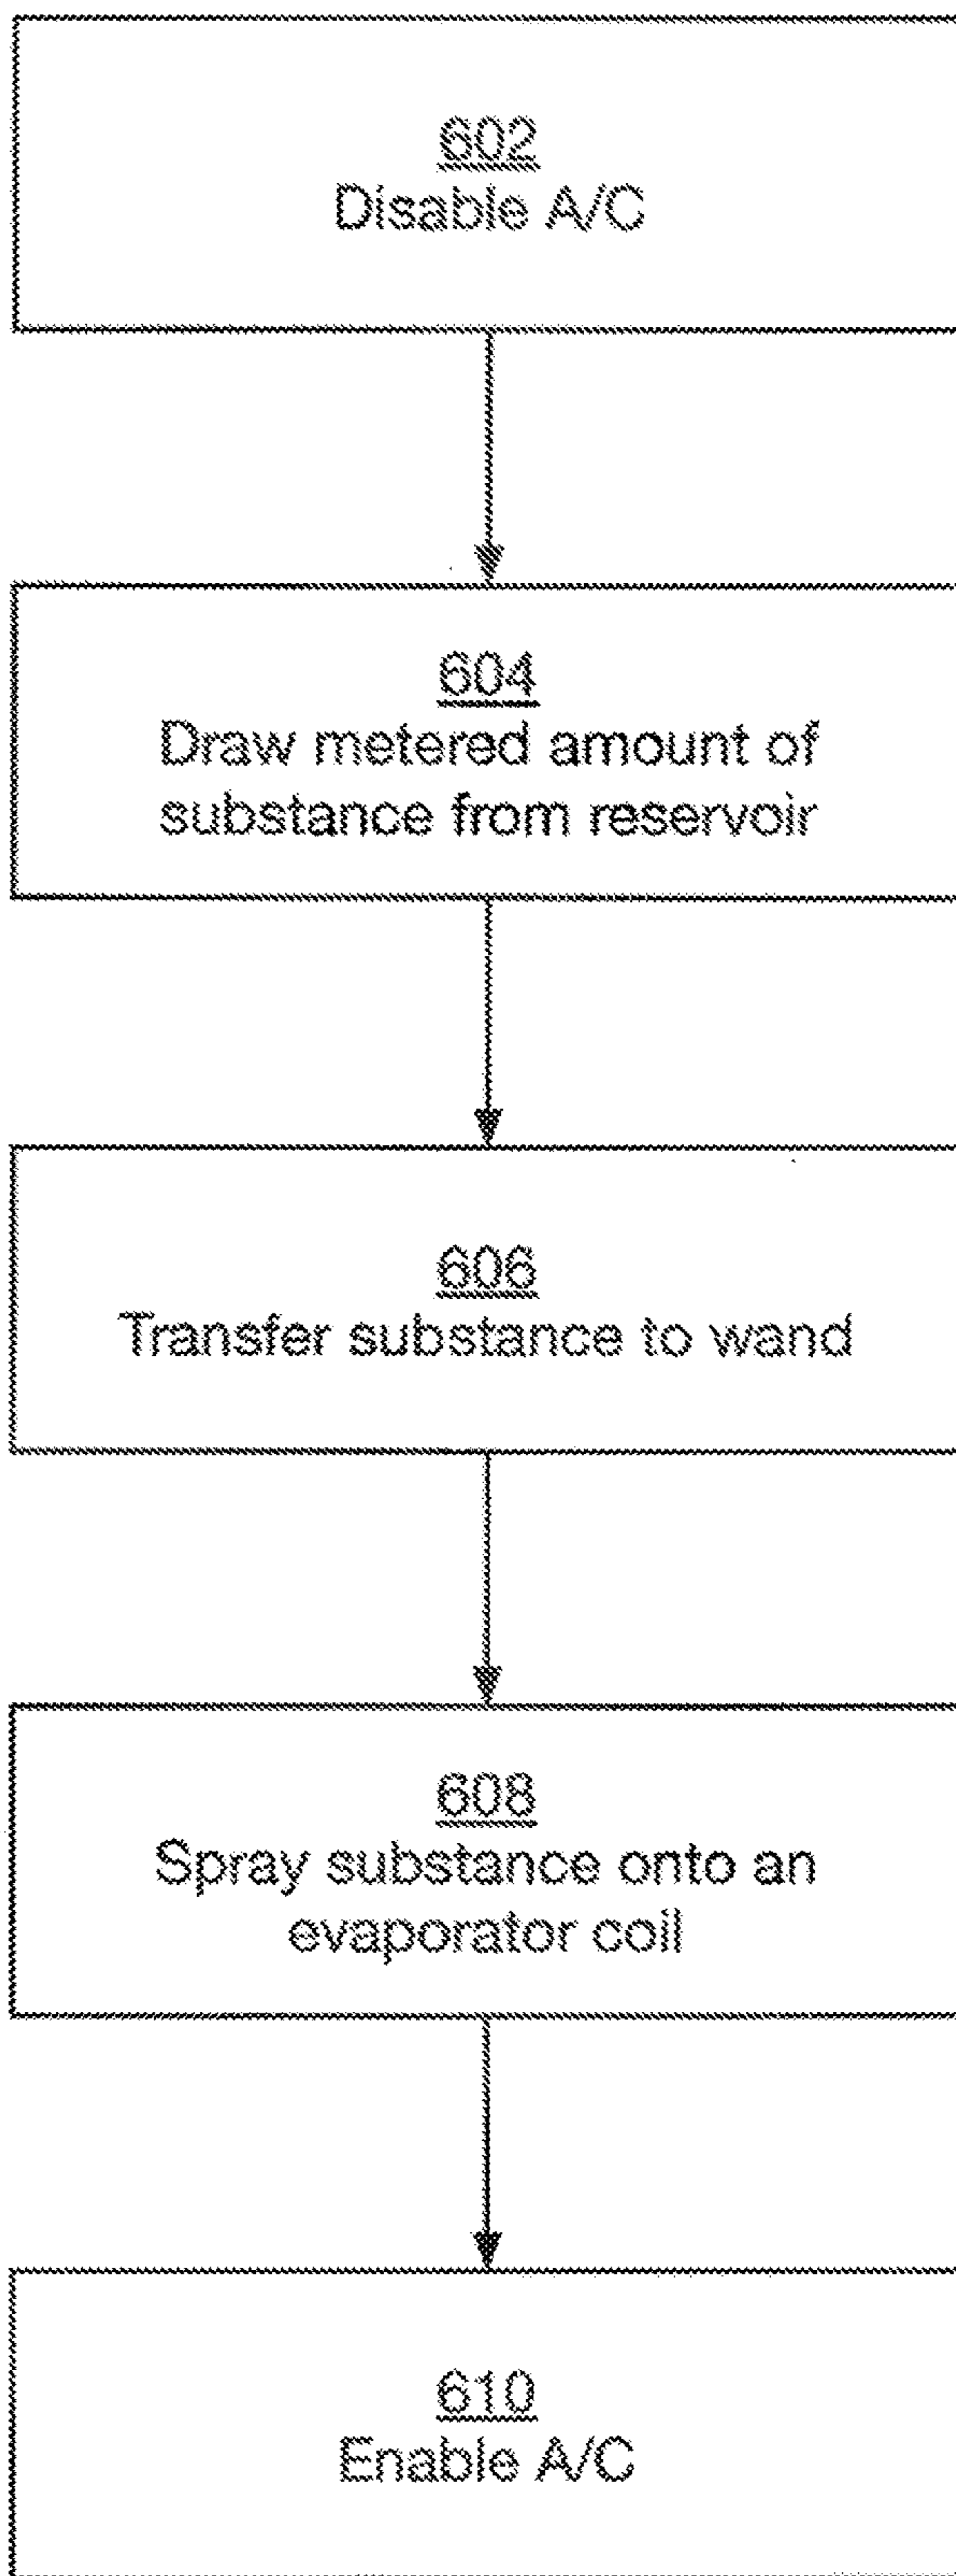 602
Disable A/C
604
Draw metered amount of
substance from reservoir
606
Transfer substance to wand
608
Spray substance onto an
evaporator coil
610
Enable A/C